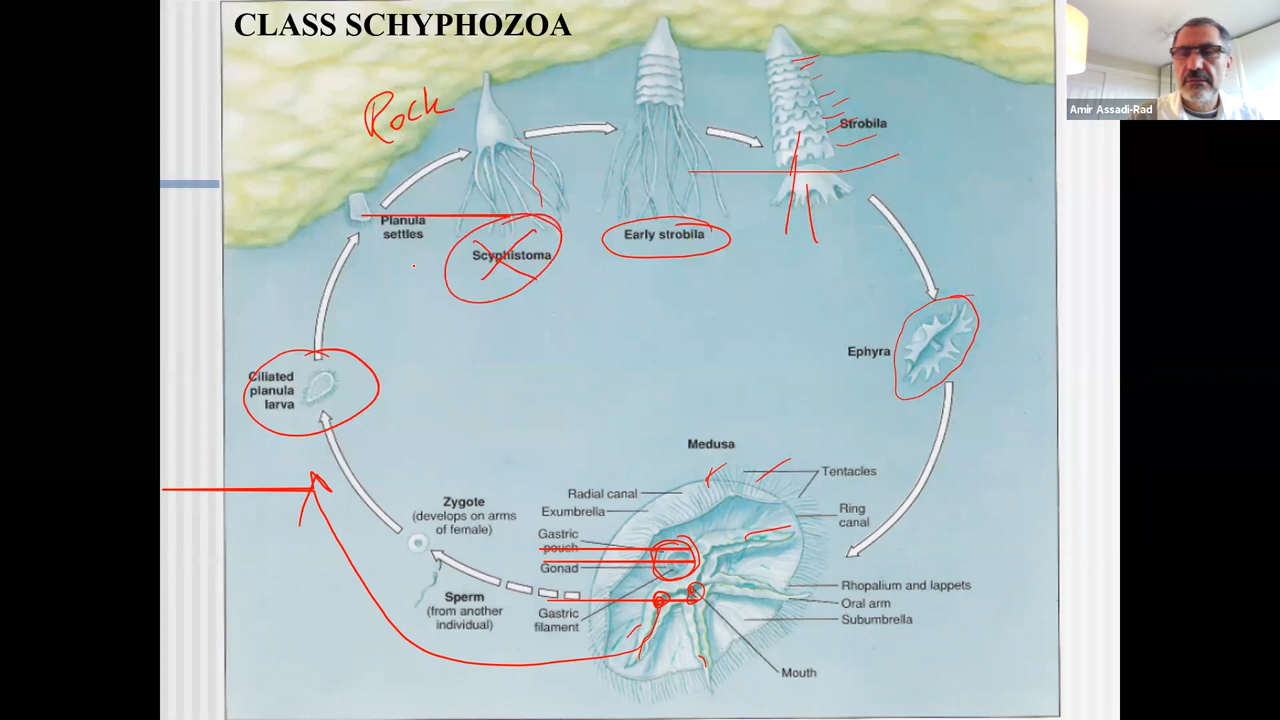 CLASS SCHYPHOZOA
Amir Assadi-Rad
Rock
Strobila
Planula
settles
Early strobila
Scyphistoma
Ephyra
Ciliated
planula
larva
Medusa
Tentacles
Radial canal
Exumbrella
Zygote
(develops on arms
of female)
Ring
canal
Gastric
pouch
Gonad
Rhopalium and lappets
Oral arm
Subumbrella
Sperm
(from another
individual)
Gastric
filament
Mouth